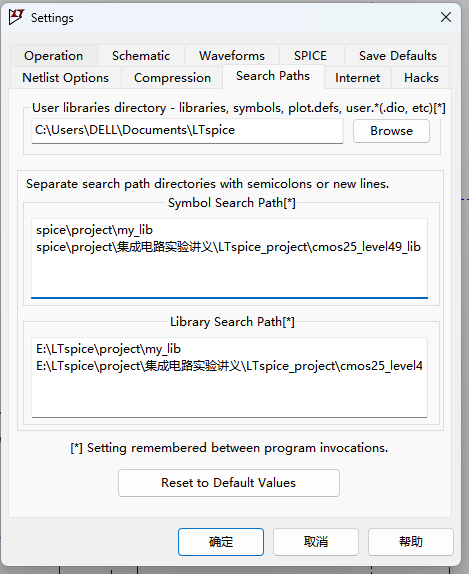 Settings
Operation Schematic Waveforms SPICE Save Defaults
Netlist Options Compression Search Paths Internet Hacks
User libraries directory - libraries, symbols, plot.defs, user.*(.dio, etc)[*]
C:\Users\DELL\Documents\LTspice Browse
Separate search path directories with semicolons or new lines.
Symbol Search Path[*]
spice\project\my_lib
spice\project\集成电路实验讲义\LTspice_project\cmos25_level49_lib
Library Search Path[*]
E:\LTspice\project\my_lib
E:\LTspice\project\集成电路实验讲义\LTspice_project\cmos25_level4
[*] Setting remembered between program invocations.
Reset to Default Values
确定 取消 帮助